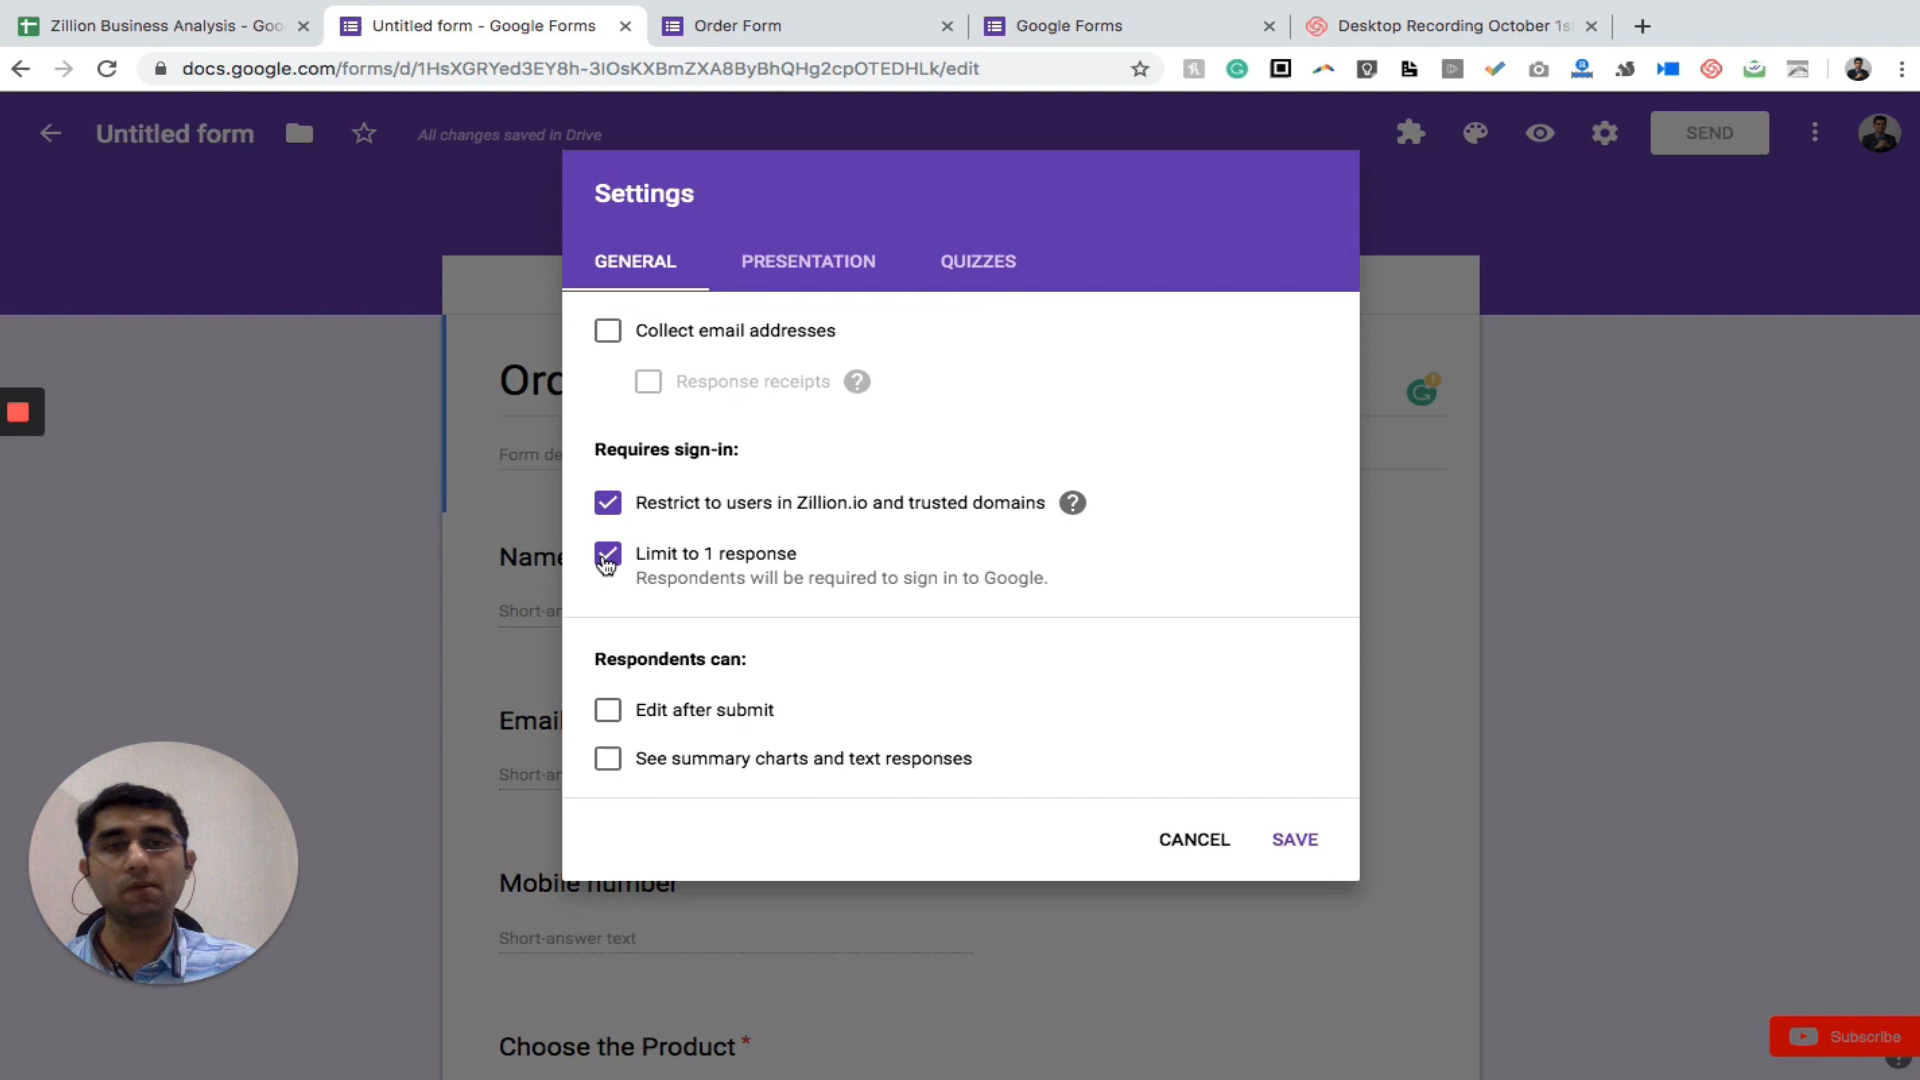 Zillion Business Analysis - Goo
Untitled form - Google Forms
Order Form
Google Forms
Desktop Recording October 1st
docs.google.com/forms/d/1HsXGRYed3EY8h-3lOsKXBmZXA8ByBhQHg2cpOTEDHLk/edit
Untitled form
All changes saved in Drive
SEND
Settings
GENERAL
PRESENTATION
QUIZZES
Collect email addresses
Response receipts
Ord
Requires sign-in:
Form de
Restrict to users in Zillion.io and trusted domains
Name
Limit to 1 response
Respondents will be required to sign in to Google.
Short-an
Respondents can:
Edit after submit
Email
See summary charts and text responses
Short-an
CANCEL
SAVE
Mobile number
Short-answer text
Choose the Product *
Subscribe